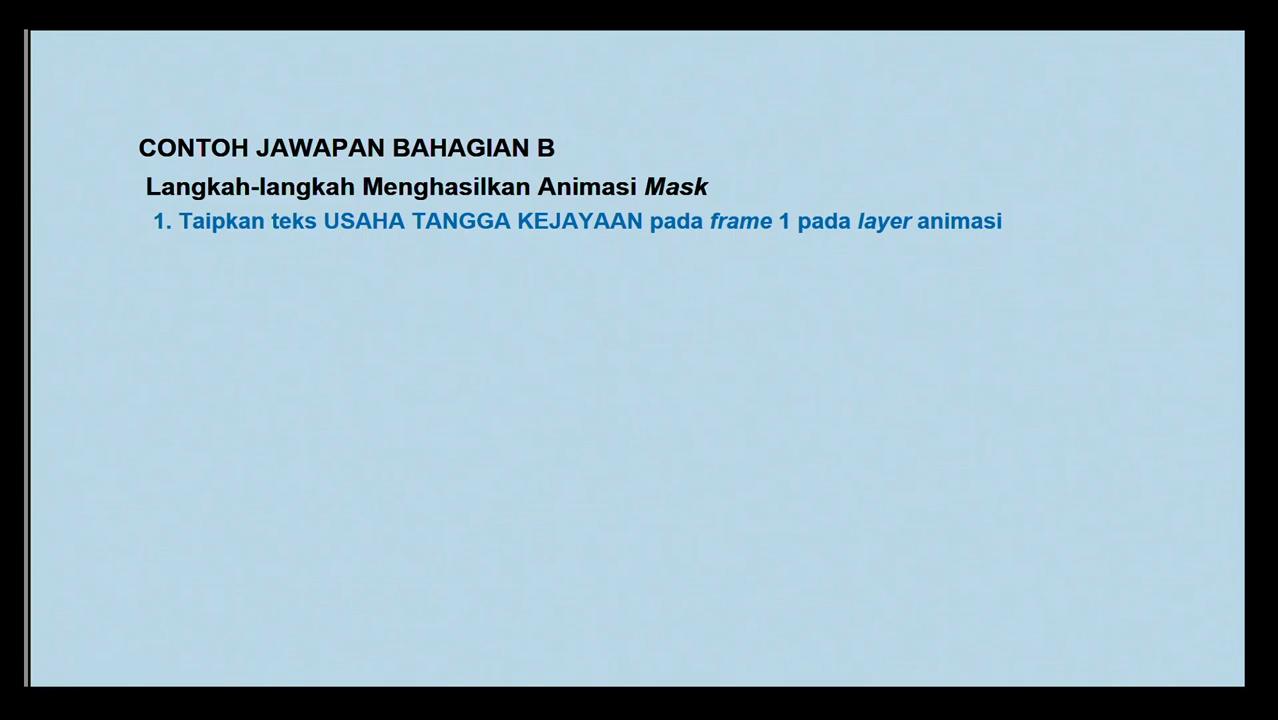 CONTOH JAWAPAN BAHAGIAN B
Langkah-langkah Menghasilkan Animasi Mask
1. Taipkan teks USAHA TANGGA KEJAYAAN pada frame 1 pada layer animasi